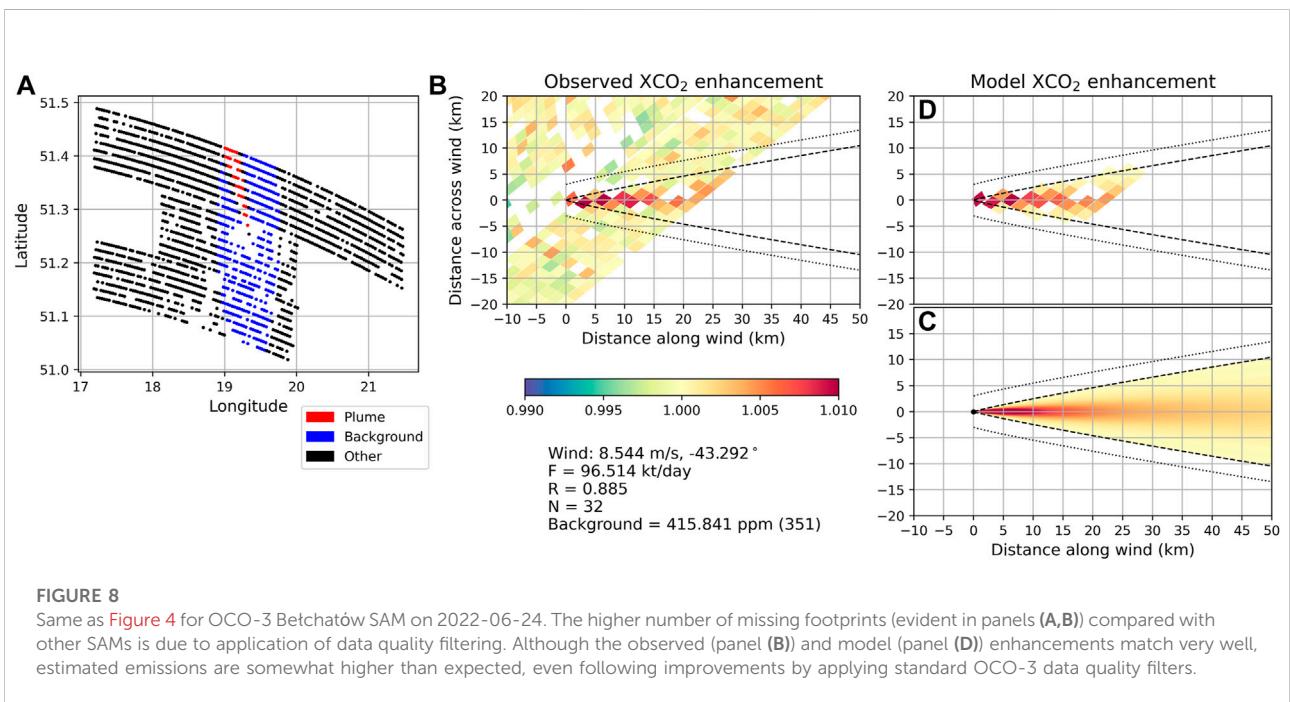 A
51.5
51.4
51.3
51.2
51.1
51.0
Latitude
17 18 19 20 21
Longitude
Plume
Background
Other
B
Observed XCO₂ enhancement
20
15
10
5
0
−5
−10
−15
−20
Distance across wind (km)
−10 −5 0 5 10 15 20 25 30 35 40 45 50
Distance along wind (km)
0.990 0.995 1.000 1.005 1.010
Wind: 8.544 m/s, -43.292°
F = 96.514 kt/day
R = 0.885
N = 32
Background = 415.841 ppm (351)
Model XCO₂ enhancement
D
20
15
10
5
0
−5
−10
−15
−20
C
15
10
5
0
−5
−10
−15
−20
−10 −5 0 5 10 15 20 25 30 35 40 45 50
Distance along wind (km)
FIGURE 8
Same as Figure 4 for OCO-3 Bełchatów SAM on 2022-06-24. The higher number of missing footprints (evident in panels (A,B)) compared with
other SAMs is due to application of data quality filtering. Although the observed (panel (B)) and model (panel (D)) enhancements match very well,
estimated emissions are somewhat higher than expected, even following improvements by applying standard OCO-3 data quality filters.